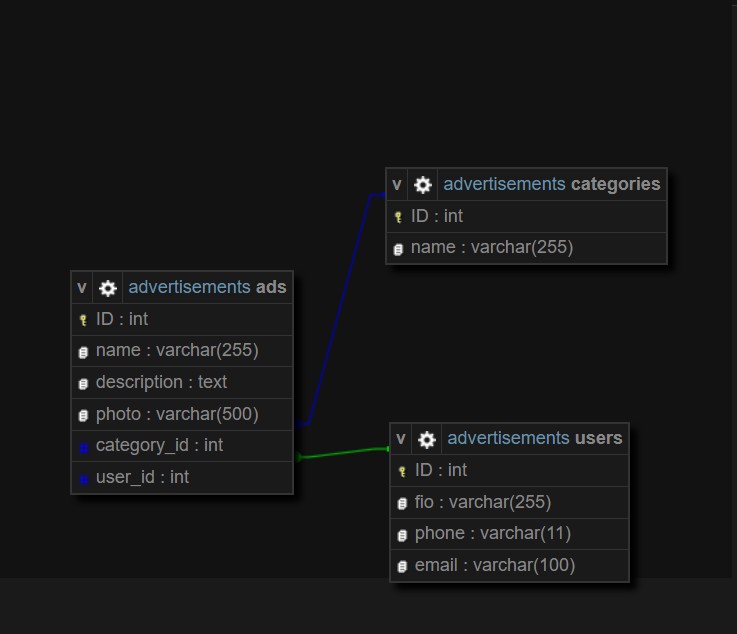 v advertisements categories
ID : int
name : varchar(255)
v advertisements ads
ID : int
name : varchar(255)
description : text
photo : varchar(500)
category_id : int
user_id : int
v advertisements users
ID : int
fio : varchar(255)
phone : varchar(11)
email : varchar(100)